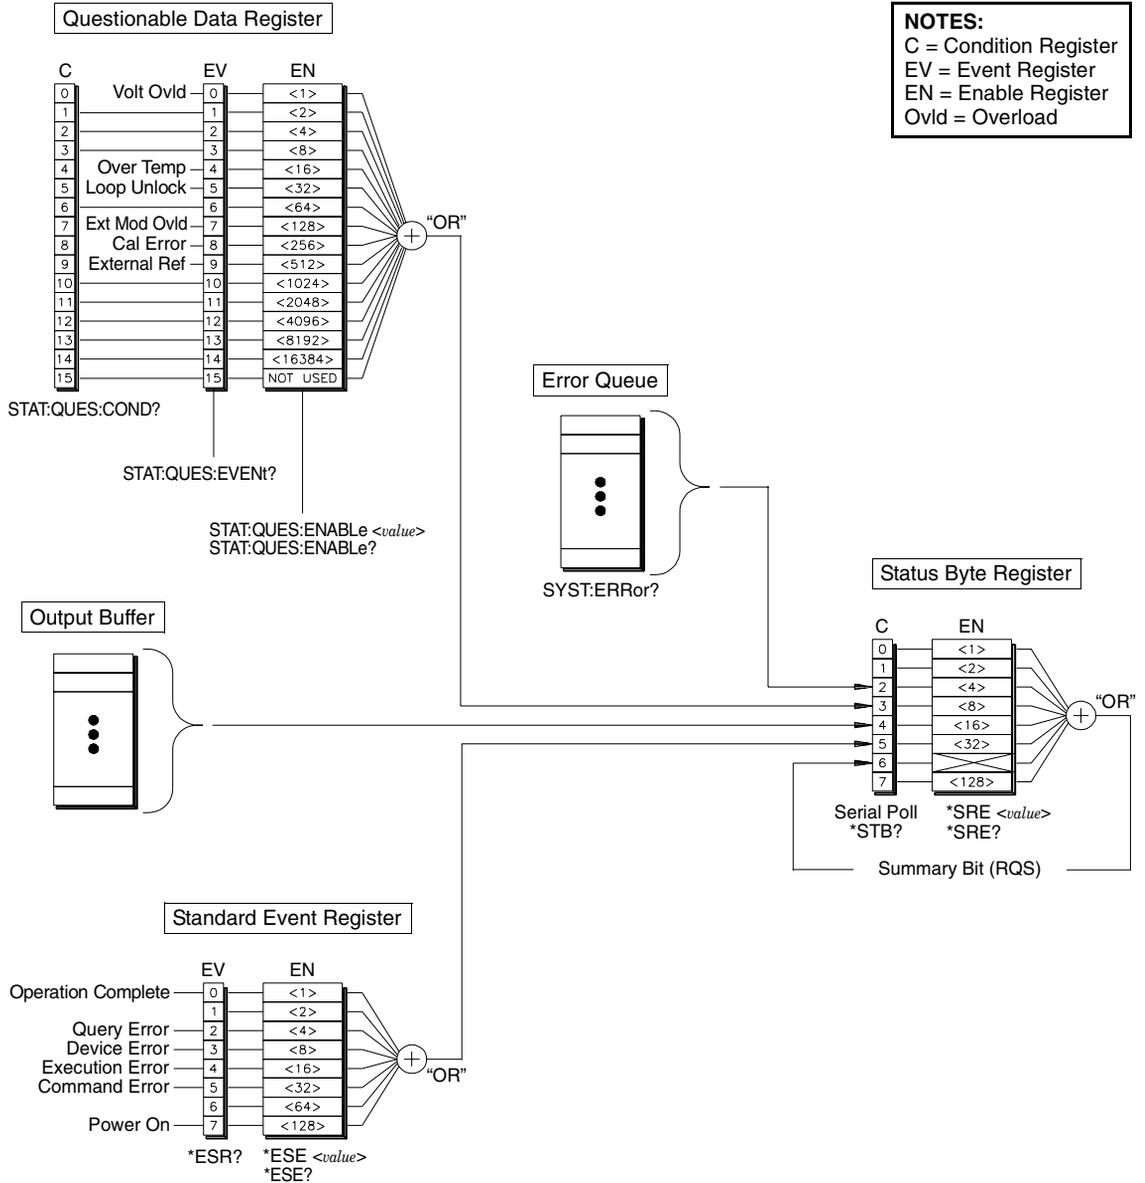 Questionable Data Register
NOTES:
C = Condition Register
EV = Event Register
EN = Enable Register
Ovld = Overload
C EV EN
0 Volt Ovld 0 <1>
1 1 <2>
2 2 <4>
3 3 <8>
4 Over Temp 4 <16>
5 Loop Unlock 5 <32>
6 6 <64>
7 Ext Mod Ovld 7 <128>
8 Cal Error 8 <256>
9 External Ref 9 <512>
10 10 <1024>
11 11 <2048>
12 12 <4096>
13 13 <8192>
14 14 <16384>
15 15 NOT USED
"OR"
STAT:QUES:COND?
STAT:QUES:EVENt?
STAT:QUES:ENABLe <value>
STAT:QUES:ENABLe?
Error Queue
SYST:ERRor?
Output Buffer
Status Byte Register
C EN
0 <1>
1 <2>
2 <4>
3 <8>
4 <16>
5 <32>
6
7 <128>
"OR"
Serial Poll
*STB?
*SRE <value>
*SRE?
Summary Bit (RQS)
Standard Event Register
EV EN
Operation Complete 0 <1>
1 <2>
Query Error 2 <4>
Device Error 3 <8>
Execution Error 4 <16>
Command Error 5 <32>
6 <64>
Power On 7 <128>
"OR"
*ESR?
*ESE <value>
*ESE?